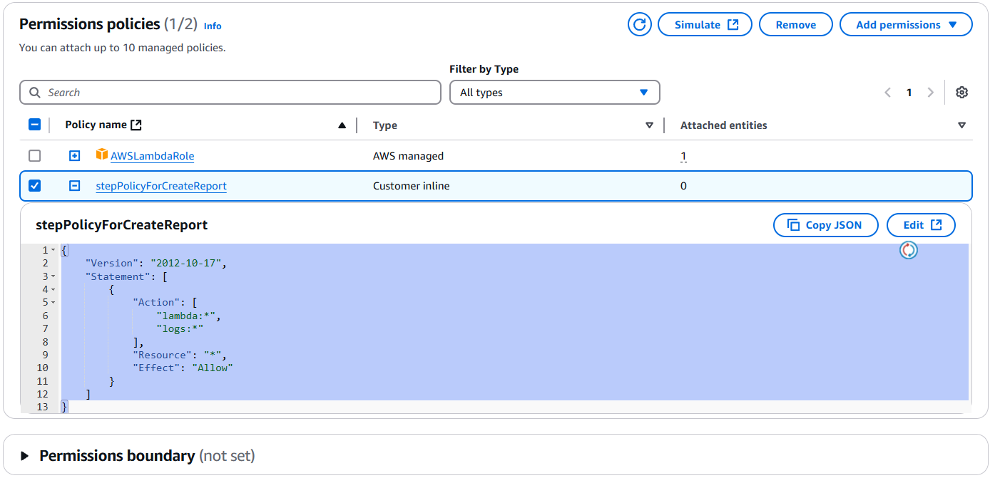 Permissions policies (1/2) Info
Simulate
Remove
Add permissions
You can attach up to 10 managed policies.
Filter by Type
Search
All types
1
Policy name
Type
Attached entities
AWSLambdaRole
AWS managed
1
stepPolicyForCreateReport
Customer inline
0
stepPolicyForCreateReport
Copy JSON
Edit
1 {
2     "Version": "2012-10-17",
3     "Statement": [
4         {
5             "Action": [
6                 "lambda:*",
7                 "logs:*"
8             ],
9             "Resource": "*",
10             "Effect": "Allow"
11         }
12     ]
13 }
Permissions boundary (not set)